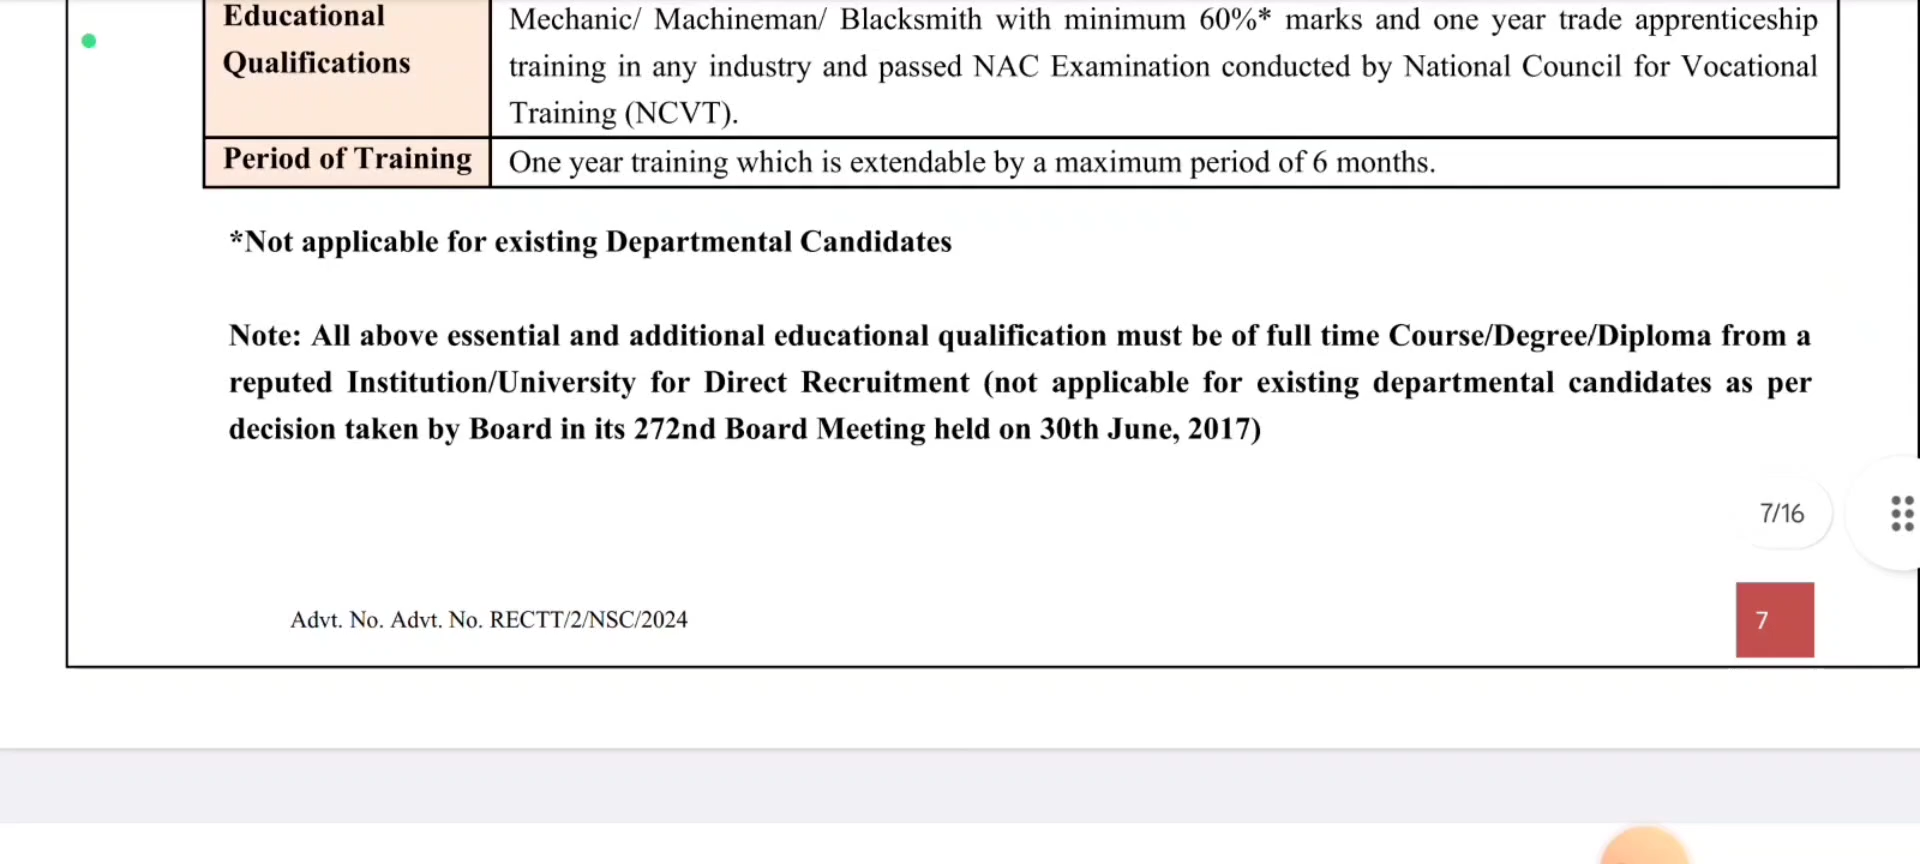 Educational
Qualifications
Mechanic/ Machineman/ Blacksmith with minimum 60%* marks and one year trade apprenticeship
training in any industry and passed NAC Examination conducted by National Council for Vocational
Training (NCVT).
Period of Training
One year training which is extendable by a maximum period of 6 months.
*Not applicable for existing Departmental Candidates
Note: All above essential and additional educational qualification must be of full time Course/Degree/Diploma from a
reputed Institution/University for Direct Recruitment (not applicable for existing departmental candidates as per
decision taken by Board in its 272nd Board Meeting held on 30th June, 2017)
7/16
Advt. No. Advt. No. RECTT/2/NSC/2024
7